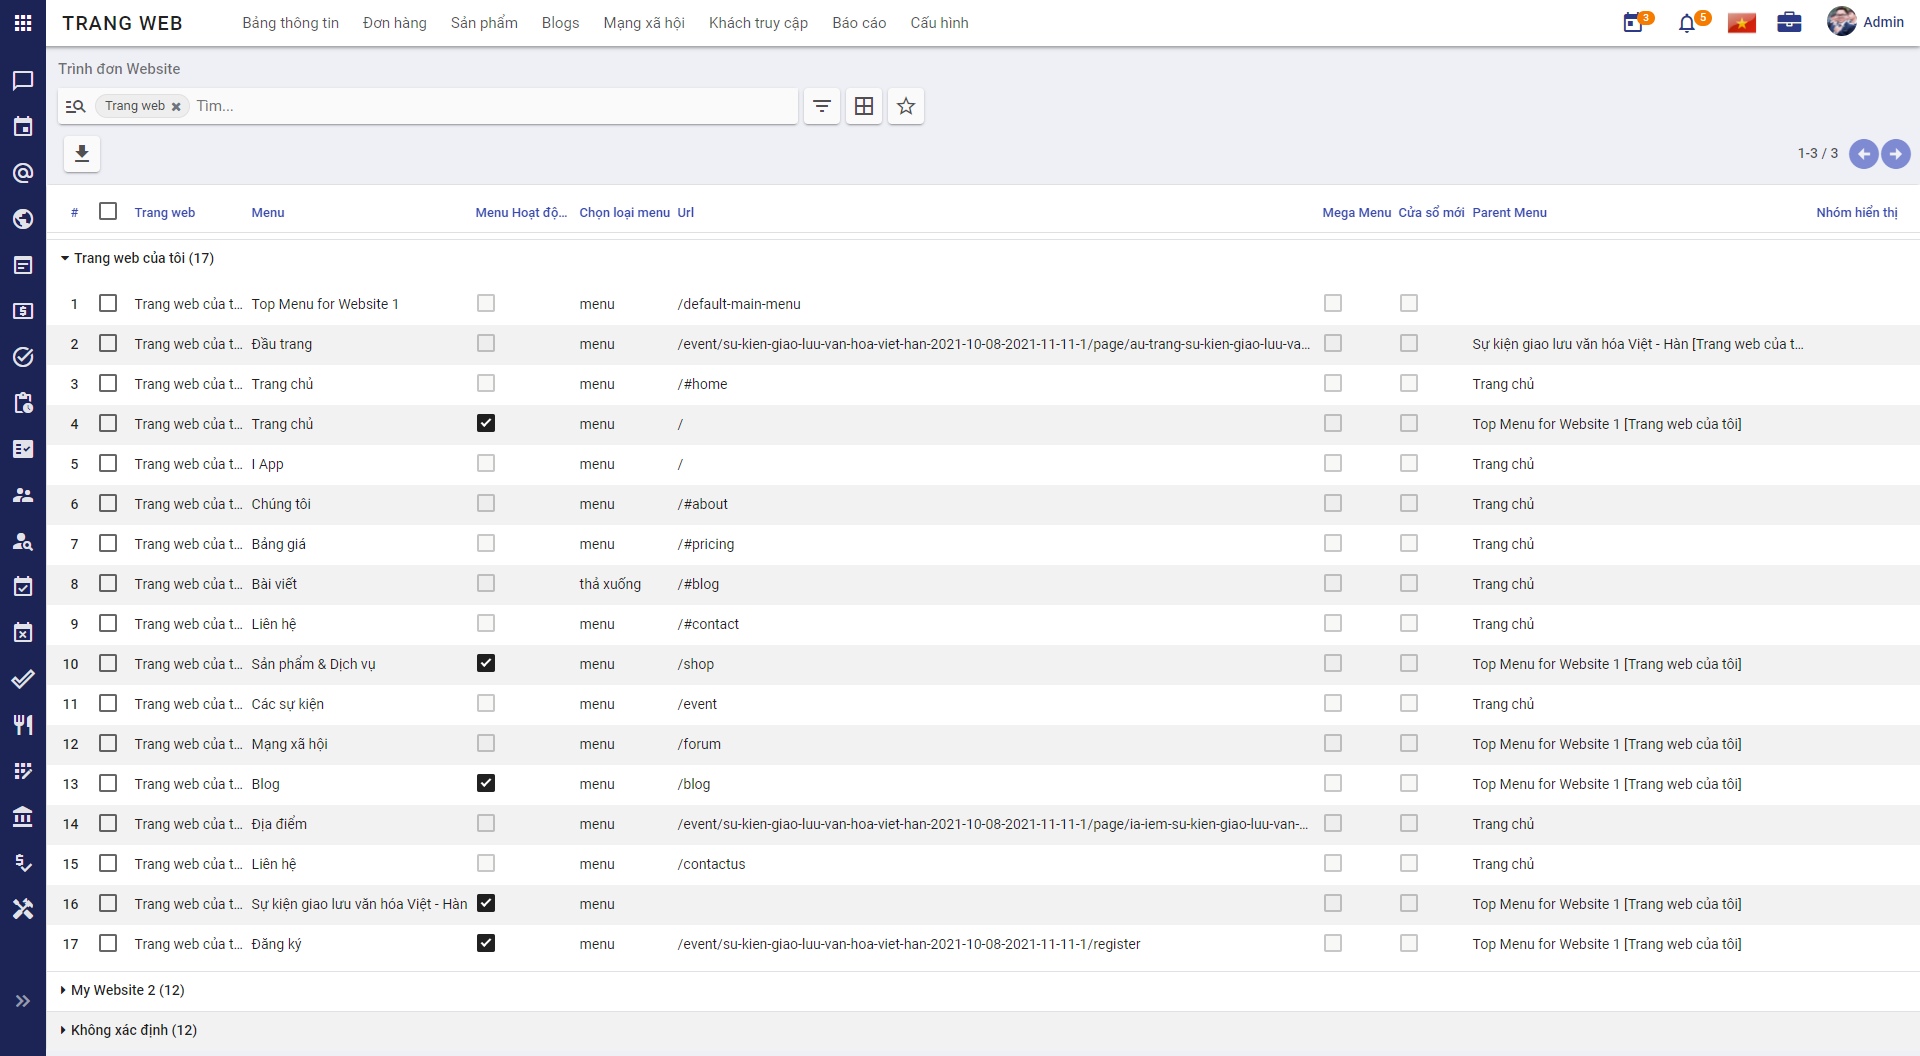 TRANG WEB Bảng thông tin Đơn hàng Sản phẩm Blogs Mạng xã hội Khách truy cập Báo cáo Cấu hình 3 5 Admin
Trình đơn Website
Trang web Tìm...
1-3 / 3
# Trang web Menu Menu Hoạt độ... Chọn loại menu Url Mega Menu Cửa sổ mới Parent Menu Nhóm hiển thị
Trang web của tôi (17)
1 Trang web của t... Top Menu for Website 1 menu /default-main-menu
2 Trang web của t... Đầu trang menu /event/su-kien-giao-luu-van-hoa-viet-han-2021-10-08-2021-11-11-1/page/au-trang-su-kien-giao-luu-va... Sự kiện giao lưu văn hóa Việt - Hàn [Trang web của t...
3 Trang web của t... Trang chủ menu /#home Trang chủ
4 Trang web của t... Trang chủ menu / Top Menu for Website 1 [Trang web của tôi]
5 Trang web của t... I App menu / Trang chủ
6 Trang web của t... Chúng tôi menu /#about Trang chủ
7 Trang web của t... Bảng giá menu /#pricing Trang chủ
8 Trang web của t... Bài viết thả xuống /#blog Trang chủ
9 Trang web của t... Liên hệ menu /#contact Trang chủ
10 Trang web của t... Sản phẩm & Dịch vụ menu /shop Top Menu for Website 1 [Trang web của tôi]
11 Trang web của t... Các sự kiện menu /event Trang chủ
12 Trang web của t... Mạng xã hội menu /forum Top Menu for Website 1 [Trang web của tôi]
13 Trang web của t... Blog menu /blog Top Menu for Website 1 [Trang web của tôi]
14 Trang web của t... Địa điểm menu /event/su-kien-giao-luu-van-hoa-viet-han-2021-10-08-2021-11-11-1/page/ia-iem-su-kien-giao-luu-van-... Trang chủ
15 Trang web của t... Liên hệ menu /contactus Trang chủ
16 Trang web của t... Sự kiện giao lưu văn hóa Việt - Hàn menu Top Menu for Website 1 [Trang web của tôi]
17 Trang web của t... Đăng ký menu /event/su-kien-giao-luu-van-hoa-viet-han-2021-10-08-2021-11-11-1/register Top Menu for Website 1 [Trang web của tôi]
My Website 2 (12)
Không xác định (12)